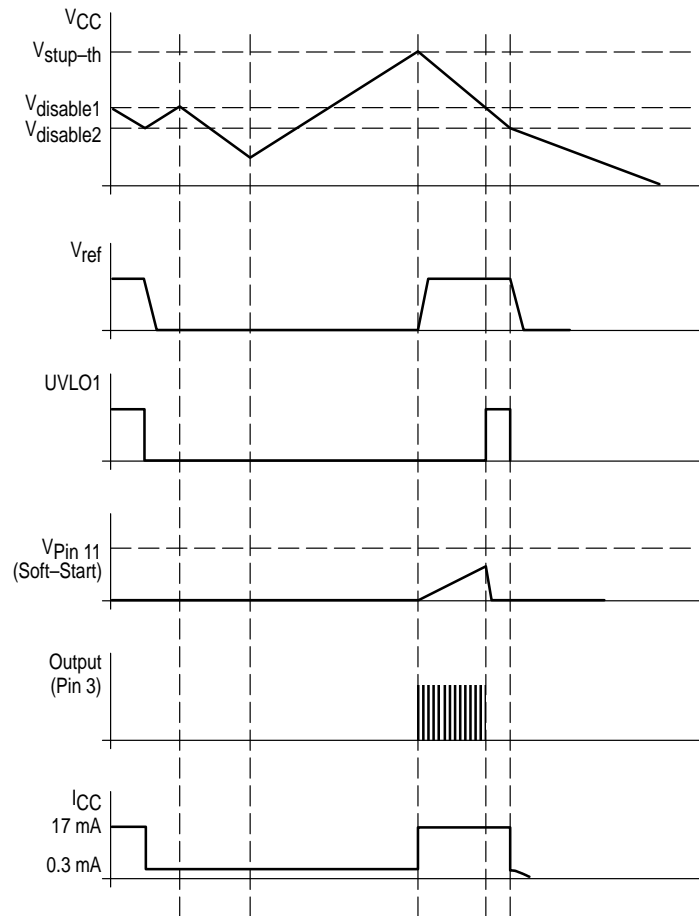 VCC
Vstup–th
Vdisable1
Vdisable2
Vref
UVLO1
VPin 11
(Soft–Start)
Output
(Pin 3)
ICC
17 mA
0.3 mA